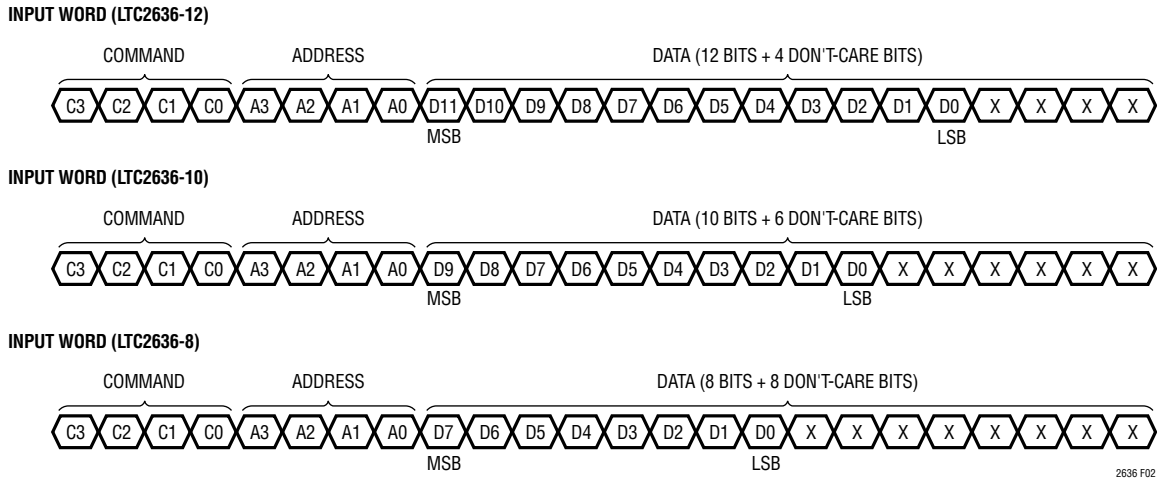 INPUT WORD (LTC2636-12)
COMMAND ADDRESS DATA (12 BITS + 4 DON'T-CARE BITS)
C3 C2 C1 C0 A3 A2 A1 A0 D11 D10 D9 D8 D7 D6 D5 D4 D3 D2 D1 D0 X X X X
MSB LSB
INPUT WORD (LTC2636-10)
COMMAND ADDRESS DATA (10 BITS + 6 DON'T-CARE BITS)
C3 C2 C1 C0 A3 A2 A1 A0 D9 D8 D7 D6 D5 D4 D3 D2 D1 D0 X X X X X X
MSB LSB
INPUT WORD (LTC2636-8)
COMMAND ADDRESS DATA (8 BITS + 8 DON'T-CARE BITS)
C3 C2 C1 C0 A3 A2 A1 A0 D7 D6 D5 D4 D3 D2 D1 D0 X X X X X X X X
MSB LSB
2636 F02